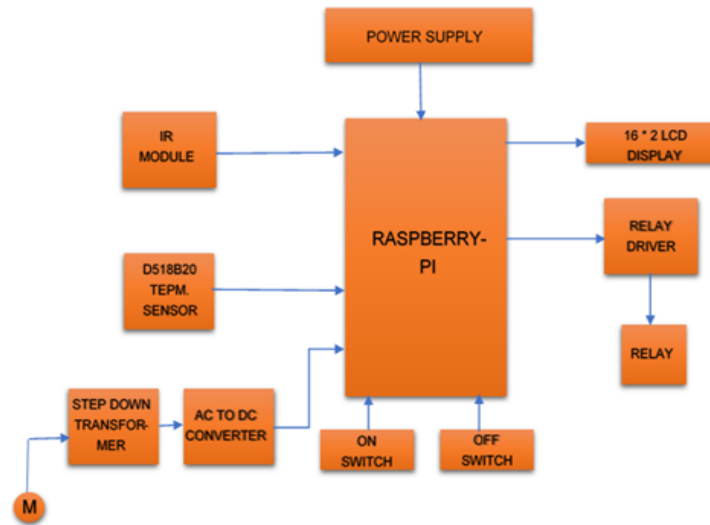 POWER SUPPLY
IR
MODULE
16 * 2 LCD
DISPLAY
RASPBERRY-
PI
RELAY
DRIVER
D518B20
TEPM.
SENSOR
RELAY
STEP DOWN
TRANSFOR-
MER
AC TO DC
CONVERTER
ON
SWITCH
OFF
SWITCH
M